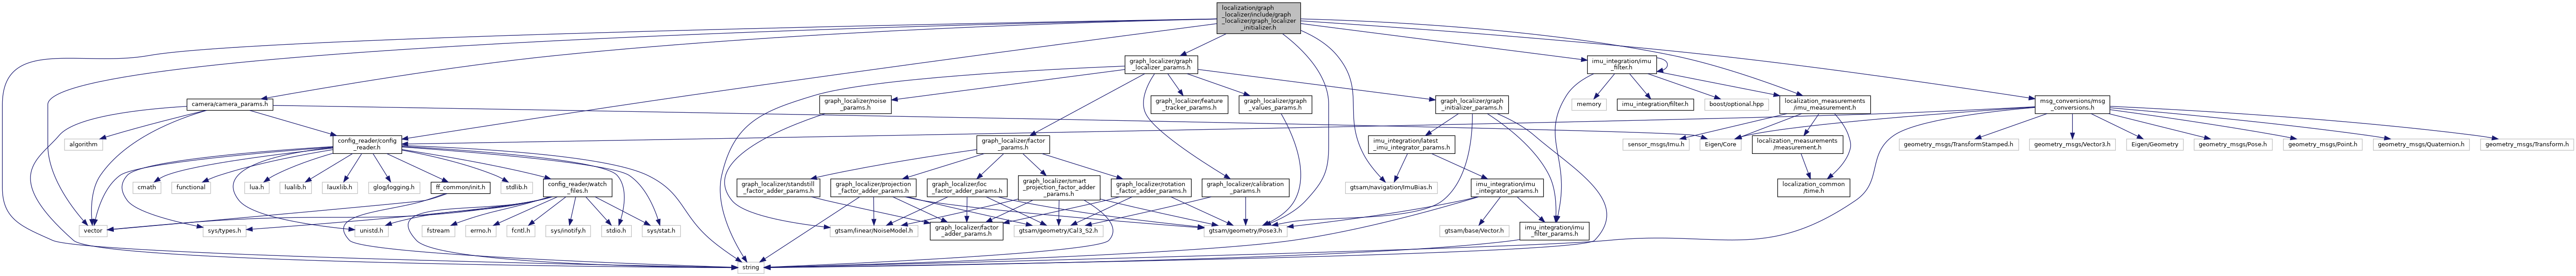 localization/graph
_localizer/include/graph
_localizer/graph_localizer
_initializer.h
graph_localizer/graph
_localizer_params.h
imu_integration/imu
_filter.h
camera/camera_params.h
graph_localizer/noise
_params.h
graph_localizer/feature
_tracker_params.h
graph_localizer/graph
_values_params.h
graph_localizer/graph
_initializer_params.h
memory
imu_integration/filter.h
boost/optional.hpp
localization_measurements
/imu_measurement.h
msg_conversions/msg
_conversions.h
algorithm
config_reader/config
_reader.h
graph_localizer/factor
_params.h
imu_integration/latest
_imu_integrator_params.h
sensor_msgs/Imu.h
Eigen/Core
localization_measurements
/measurement.h
geometry_msgs/TransformStamped.h
geometry_msgs/Vector3.h
Eigen/Geometry
geometry_msgs/Pose.h
geometry_msgs/Point.h
geometry_msgs/Quaternion.h
geometry_msgs/Transform.h
cmath
functional
lua.h
lualib.h
lauxlib.h
glog/logging.h
ff_common/init.h
stdlib.h
config_reader/watch
_files.h
graph_localizer/standstill
_factor_adder_params.h
graph_localizer/projection
_factor_adder_params.h
graph_localizer/loc
_factor_adder_params.h
graph_localizer/smart
_projection_factor_adder
_params.h
graph_localizer/rotation
_factor_adder_params.h
graph_localizer/calibration
_params.h
gtsam/navigation/ImuBias.h
imu_integration/imu
_integrator_params.h
localization_common
/time.h
vector
sys/types.h
unistd.h
fstream
errno.h
fcntl.h
sys/inotify.h
stdio.h
sys/stat.h
gtsam/linear/NoiseModel.h
graph_localizer/factor
_adder_params.h
gtsam/geometry/Cal3_S2.h
gtsam/geometry/Pose3.h
gtsam/base/Vector.h
imu_integration/imu
_filter_params.h
string